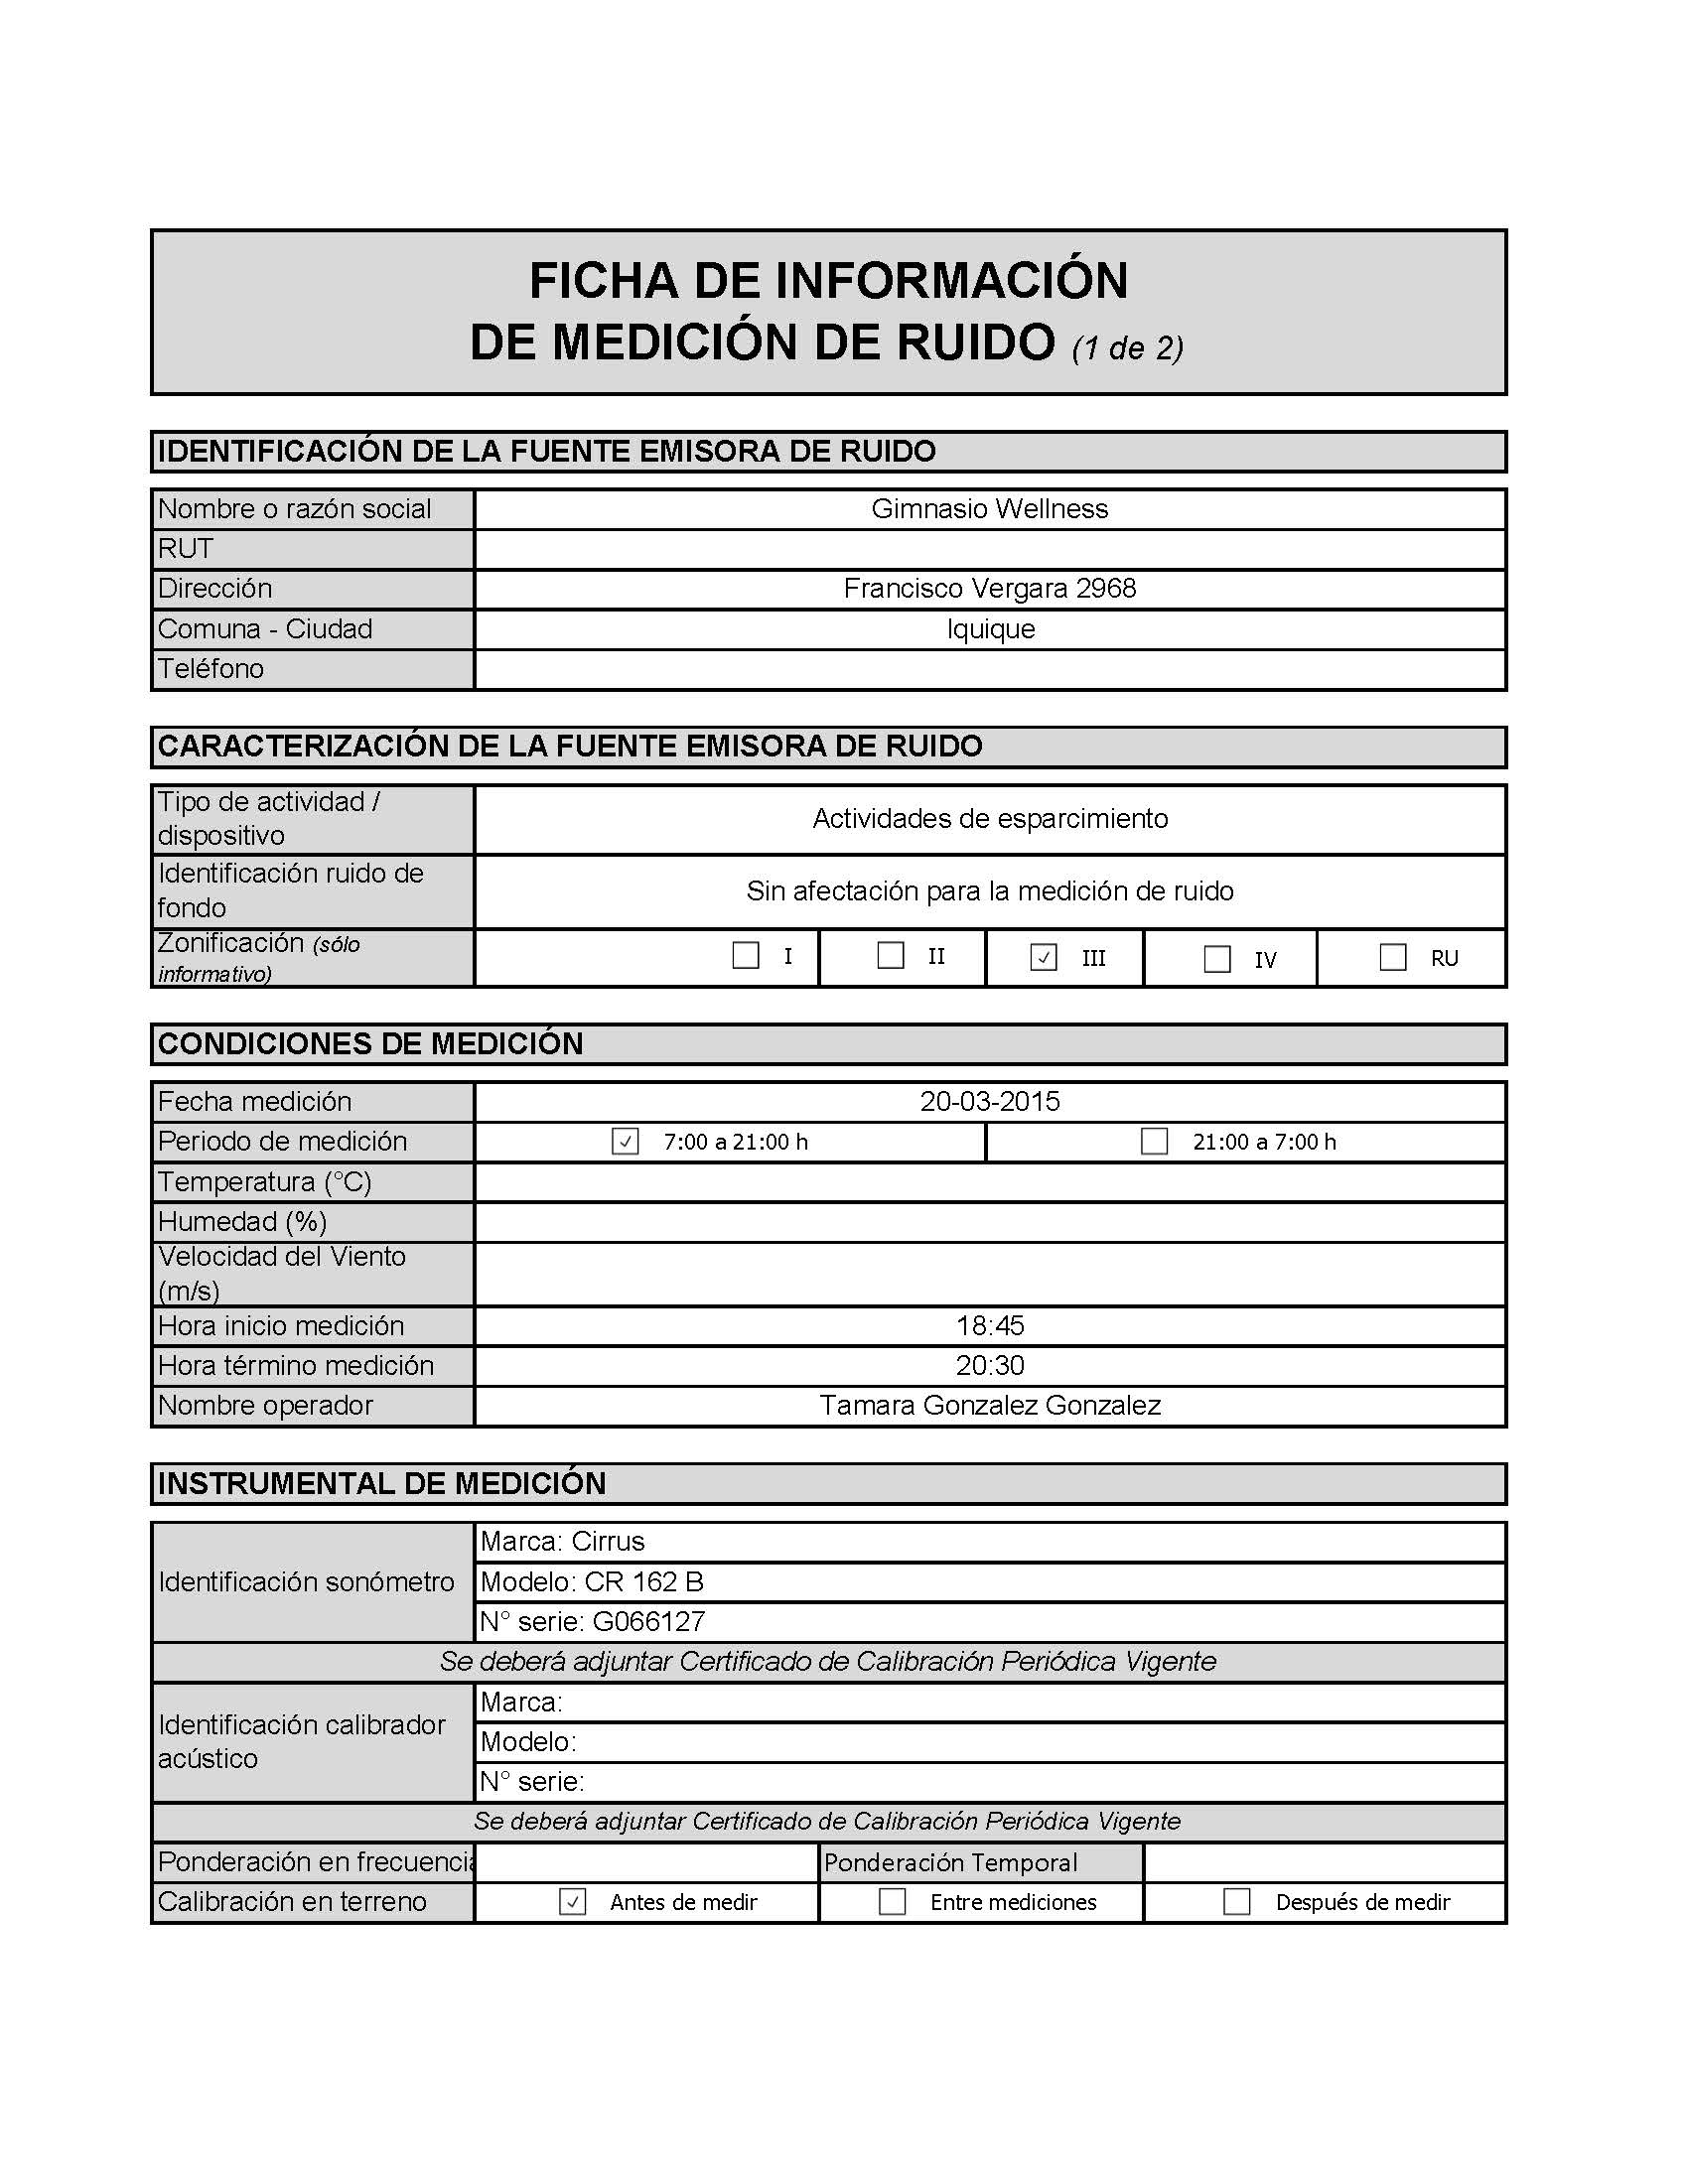 FICHA DE INFORMACIÓN
DE MEDICIÓN DE RUIDO (1 de 2)
IDENTIFICACIÓN DE LA FUENTE EMISORA DE RUIDO
Nombre o razón social Gimnasio Wellness
RUT
Dirección Francisco Vergara 2968
Comuna - Ciudad Iquique
Teléfono
CARACTERIZACIÓN DE LA FUENTE EMISORA DE RUIDO
Tipo de actividad /
dispositivo
Actividades de esparcimiento
Identificación ruido de
fondo
Sin afectación para la medición de ruido
Zonificación (sólo
informativo)
I II III IV RU
CONDICIONES DE MEDICIÓN
Fecha medición 20-03-2015
Periodo de medición 7:00 a 21:00 h 21:00 a 7:00 h
Temperatura (°C)
Humedad (%)
Velocidad del Viento
(m/s)
Hora inicio medición 18:45
Hora término medición 20:30
Nombre operador Tamara Gonzalez Gonzalez
INSTRUMENTAL DE MEDICIÓN
Identificación sonómetro
Marca: Cirrus
Modelo: CR 162 B
N° serie: G066127
Se deberá adjuntar Certificado de Calibración Periódica Vigente
Identificación calibrador
acústico
Marca:
Modelo:
N° serie:
Se deberá adjuntar Certificado de Calibración Periódica Vigente
Ponderación en frecuencia Ponderación Temporal
Calibración en terreno Antes de medir Entre mediciones Después de medir